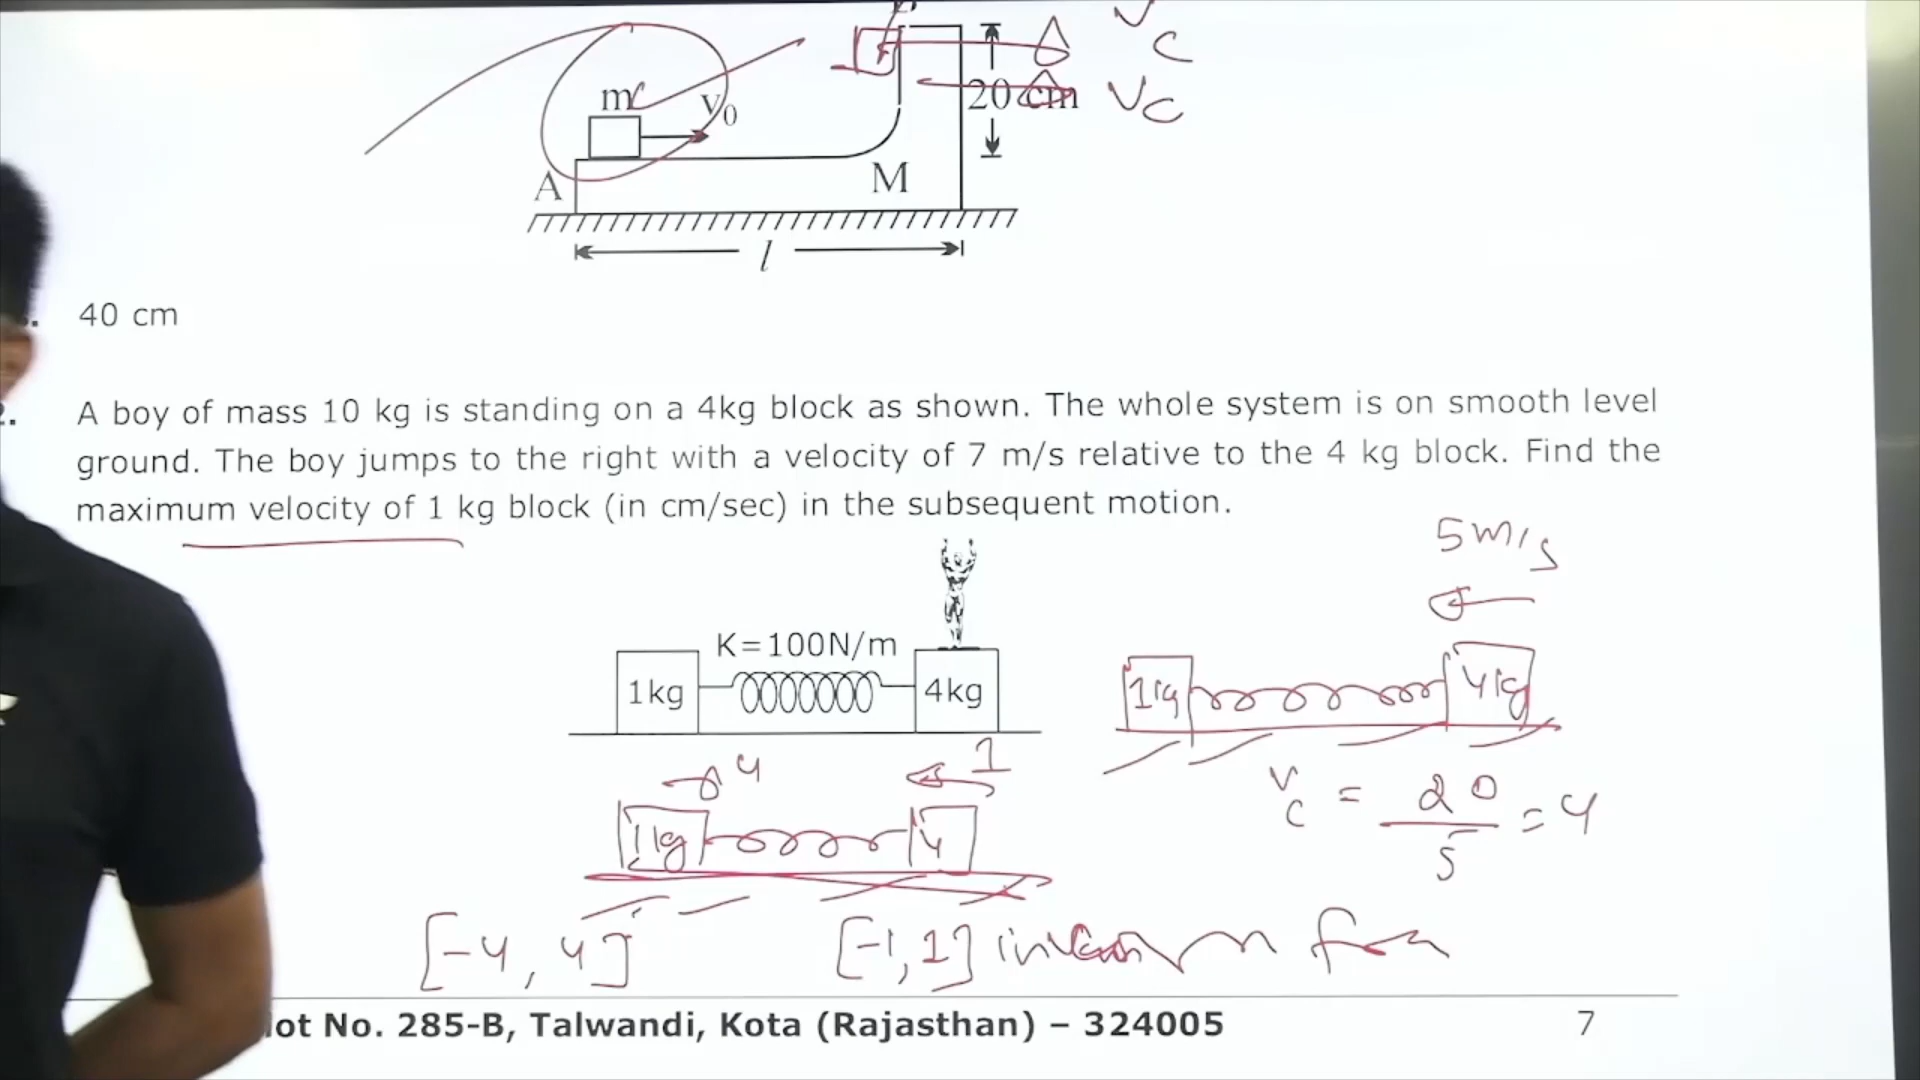 V
C
m
V0
20 cm
VC
A
M
l
40 cm
A boy of mass 10 kg is standing on a 4kg block as shown. The whole system is on smooth level
ground. The boy jumps to the right with a velocity of 7 m/s relative to the 4 kg block. Find the
maximum velocity of 1 kg block (in cm/sec) in the subsequent motion.
5 m/s
K=100N/m
1kg
4kg
1kg
4kg
4
1
VC = 20/5 = 4
1kg
4
[-4, 4]
[-1, 1] in
lot No. 285-B, Talwandi, Kota (Rajasthan) – 324005
7